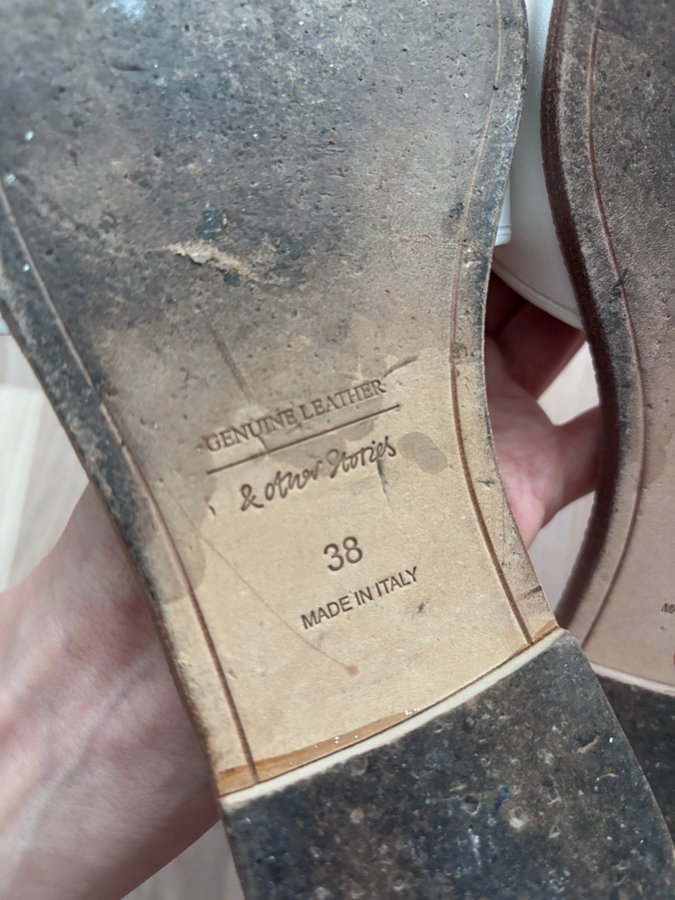 GENUINE LEATHER
& other Stories
38
MADE IN ITALY